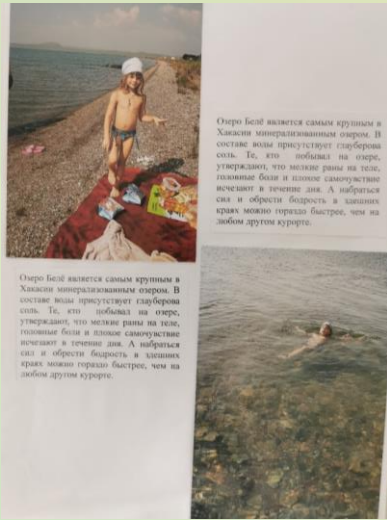 Озеро Белё является самым крупным в
Хакасии минерализованным озером. В
составе воды присутствует глауберова
соль. Те, кто побывал на озере,
утверждают, что мелкие раны на теле,
головные боли и плохое самочувствие
исчезают в течение дня. А набраться
сил и обрести бодрость в здешних
краях можно гораздо быстрее, чем на
любом другом курорте.
Озеро Белё является самым крупным в
Хакасии минерализованным озером. В
составе воды присутствует глауберова
соль. Те, кто побывал на озере,
утверждают, что мелкие раны на теле,
головные боли и плохое самочувствие
исчезают в течение дня. А набраться
сил и обрести бодрость в здешних
краях можно гораздо быстрее, чем на
любом другом курорте.